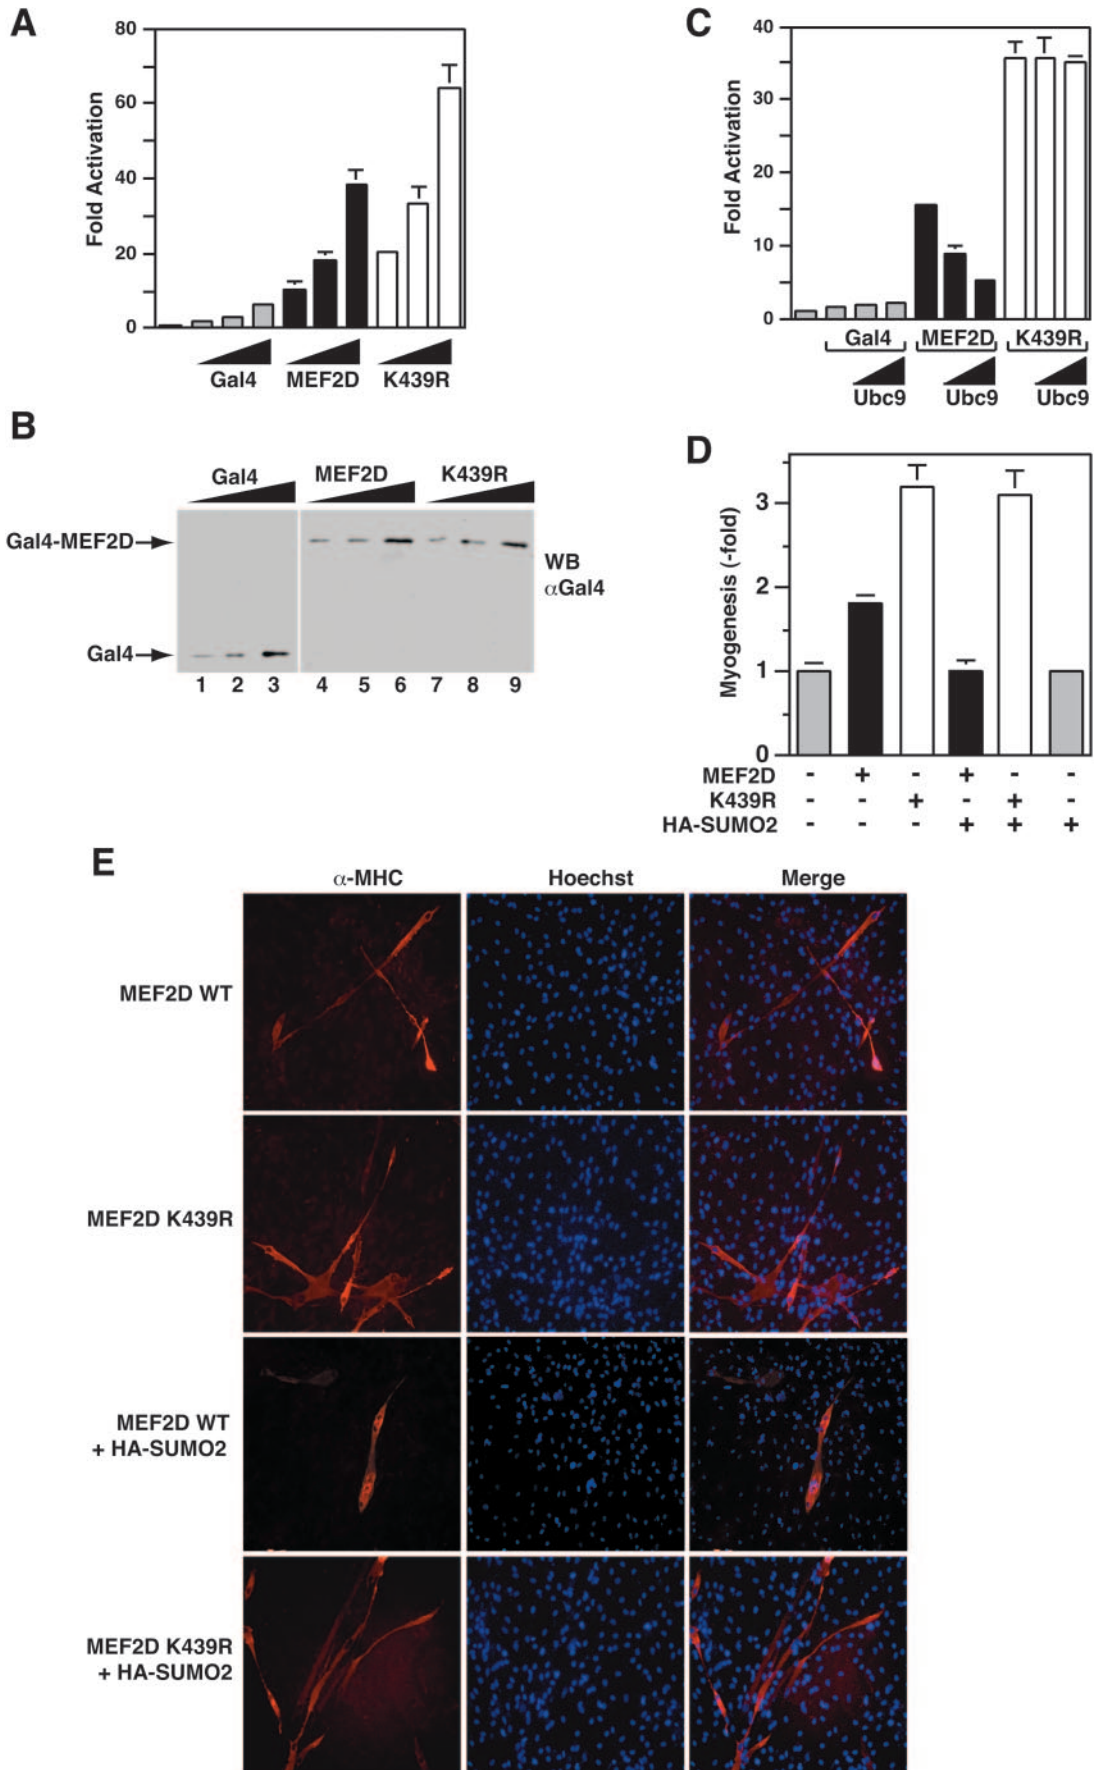 A
80
60
40
20
0
Fold Activation
Gal4 MEF2D K439R
B
Gal4 MEF2D K439R
Gal4-MEF2D
WB
αGal4
Gal4
1 2 3 4 5 6 7 8 9
C
40
30
20
10
0
Fold Activation
Gal4 MEF2D K439R
Ubc9 Ubc9 Ubc9
D
3
2
1
0
Myogenesis (-fold)
MEF2D - + - + - -
K439R - - + - + -
HA-SUMO2 - - - + + +
E
α-MHC Hoechst Merge
MEF2D WT
MEF2D K439R
MEF2D WT
+ HA-SUMO2
MEF2D K439R
+ HA-SUMO2